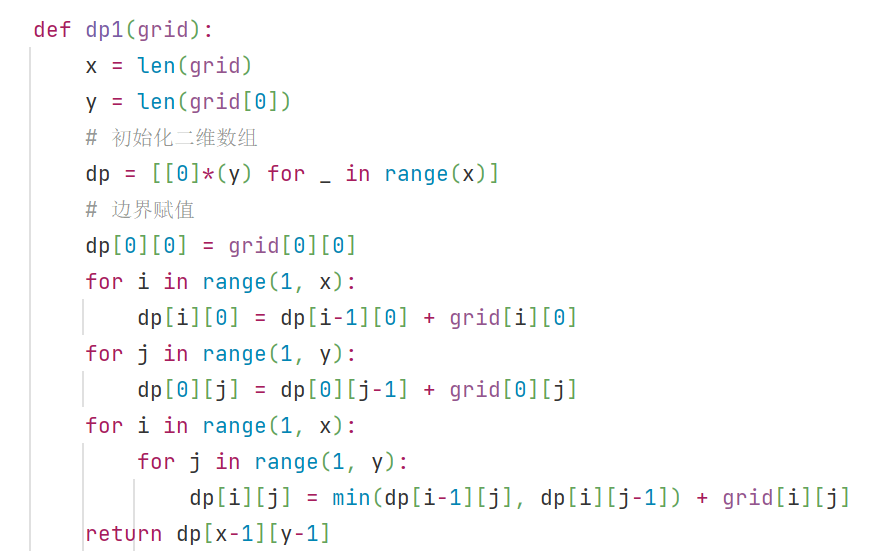 def dp1(grid):
    x = len(grid)
    y = len(grid[0])
    # 初始化二维数组
    dp = [[0]*(y) for _ in range(x)]
    # 边界赋值
    dp[0][0] = grid[0][0]
    for i in range(1, x):
        dp[i][0] = dp[i-1][0] + grid[i][0]
    for j in range(1, y):
        dp[0][j] = dp[0][j-1] + grid[0][j]
    for i in range(1, x):
        for j in range(1, y):
            dp[i][j] = min(dp[i-1][j], dp[i][j-1]) + grid[i][j]
    return dp[x-1][y-1]